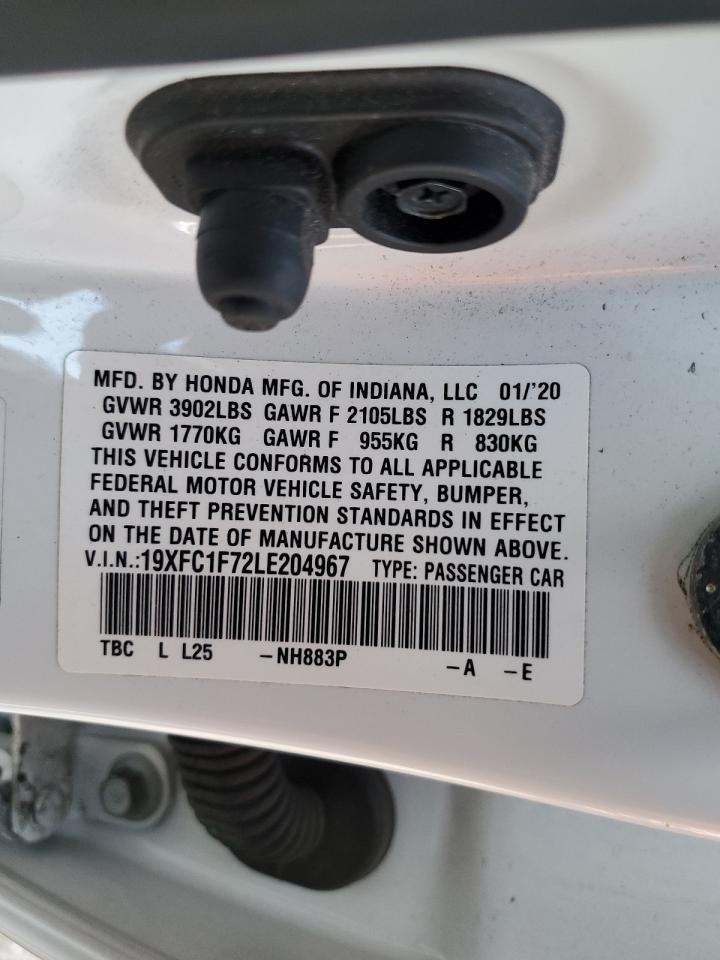 MFD. BY HONDA MFG. OF INDIANA, LLC 01/'20
GVWR 3902LBS GAWR F 2105LBS R 1829LBS
GVWR 1770KG GAWR F 955KG R 830KG
THIS VEHICLE CONFORMS TO ALL APPLICABLE
FEDERAL MOTOR VEHICLE SAFETY, BUMPER,
AND THEFT PREVENTION STANDARDS IN EFFECT
ON THE DATE OF MANUFACTURE SHOWN ABOVE.
V.I.N.:19XFC1F72LE204967 TYPE: PASSENGER CAR
TBC L L25 -NH883P -A -E